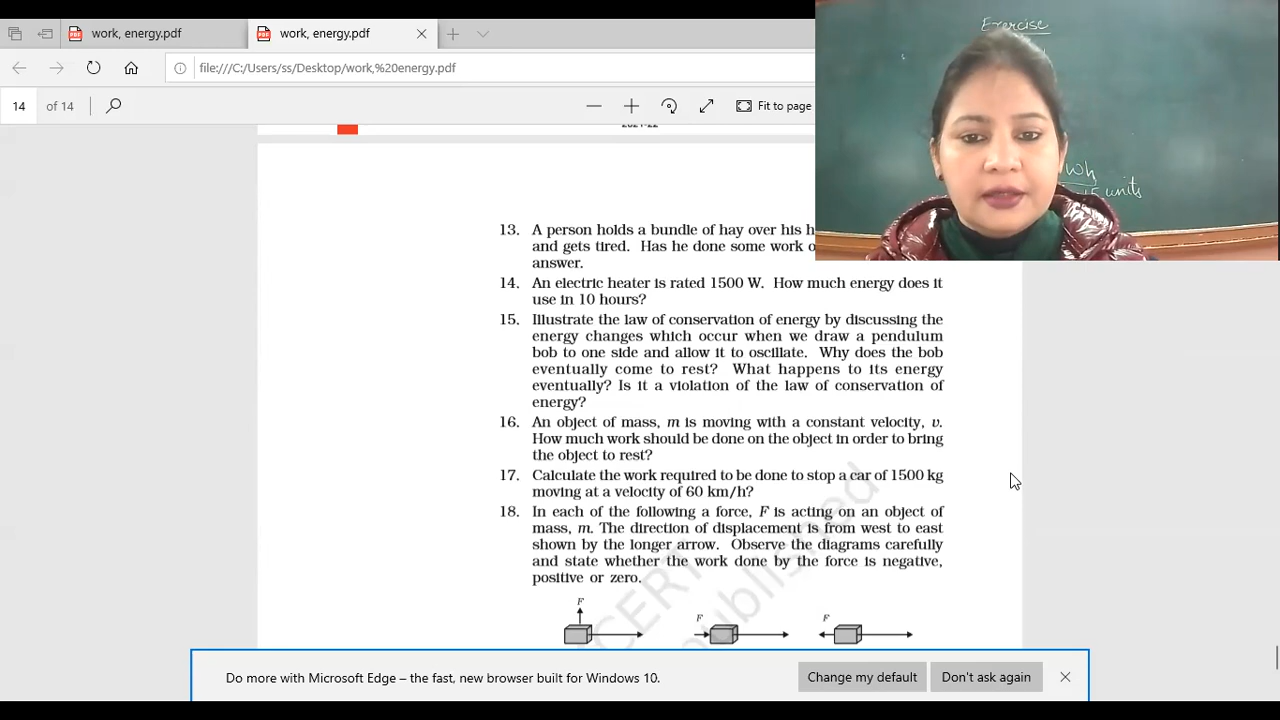 work, energy.pdf
work, energy.pdf
file:///C:/Users/ss/Desktop/work,%20energy.pdf
14 of 14
Fit to page
2021-22
Exercise
Wh
15 units
13. A person holds a bundle of hay over his h
and gets tired. Has he done some work o
answer.
14. An electric heater is rated 1500 W. How much energy does it
use in 10 hours?
15. Illustrate the law of conservation of energy by discussing the
energy changes which occur when we draw a pendulum
bob to one side and allow it to oscillate. Why does the bob
eventually come to rest? What happens to its energy
eventually? Is it a violation of the law of conservation of
energy?
16. An object of mass, m is moving with a constant velocity, v.
How much work should be done on the object in order to bring
the object to rest?
17. Calculate the work required to be done to stop a car of 1500 kg
moving at a velocity of 60 km/h?
18. In each of the following a force, F is acting on an object of
mass, m. The direction of displacement is from west to east
shown by the longer arrow. Observe the diagrams carefully
and state whether the work done by the force is negative,
positive or zero.
F
F F
CERT
published
Do more with Microsoft Edge – the fast, new browser built for Windows 10.
Change my default
Don't ask again